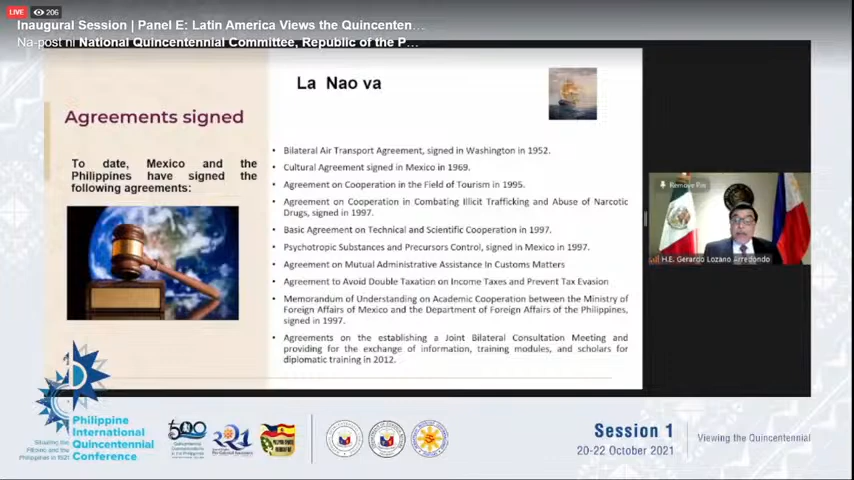 LIVE 206
Inaugural Session | Panel E: Latin America Views the Quincenten...
Na-post ni National Quincentennial Committee, Republic of the P...
La Nao va
Agreements signed
To date, Mexico and the
Philippines have signed the
following agreements:
• Bilateral Air Transport Agreement, signed in Washington in 1952.
• Cultural Agreement signed in Mexico in 1969.
• Agreement on Cooperation in the Field of Tourism in 1995.
• Agreement on Cooperation in Combating Illicit Trafficking and Abuse of Narcotic
Drugs, signed in 1997.
• Basic Agreement on Technical and Scientific Cooperation in 1997.
• Psychotropic Substances and Precursors Control, signed in Mexico in 1997.
• Agreement on Mutual Administrative Assistance In Customs Matters
• Agreement to Avoid Double Taxation on Income Taxes and Prevent Tax Evasion
• Memorandum of Understanding on Academic Cooperation between the Ministry of
Foreign Affairs of Mexico and the Department of Foreign Affairs of the Philippines,
signed in 1997.
• Agreements on the establishing a Joint Bilateral Consultation Meeting and
providing for the exchange of information, training modules, and scholars for
diplomatic training in 2012.
Remove Pin
H.E. Gerardo Lozano Arredondo
Philippine
International
Quincentennial
Conference
Situating the
Philippines in 1521
500
2021
Session 1
20-22 October 2021
Viewing the Quincentennial